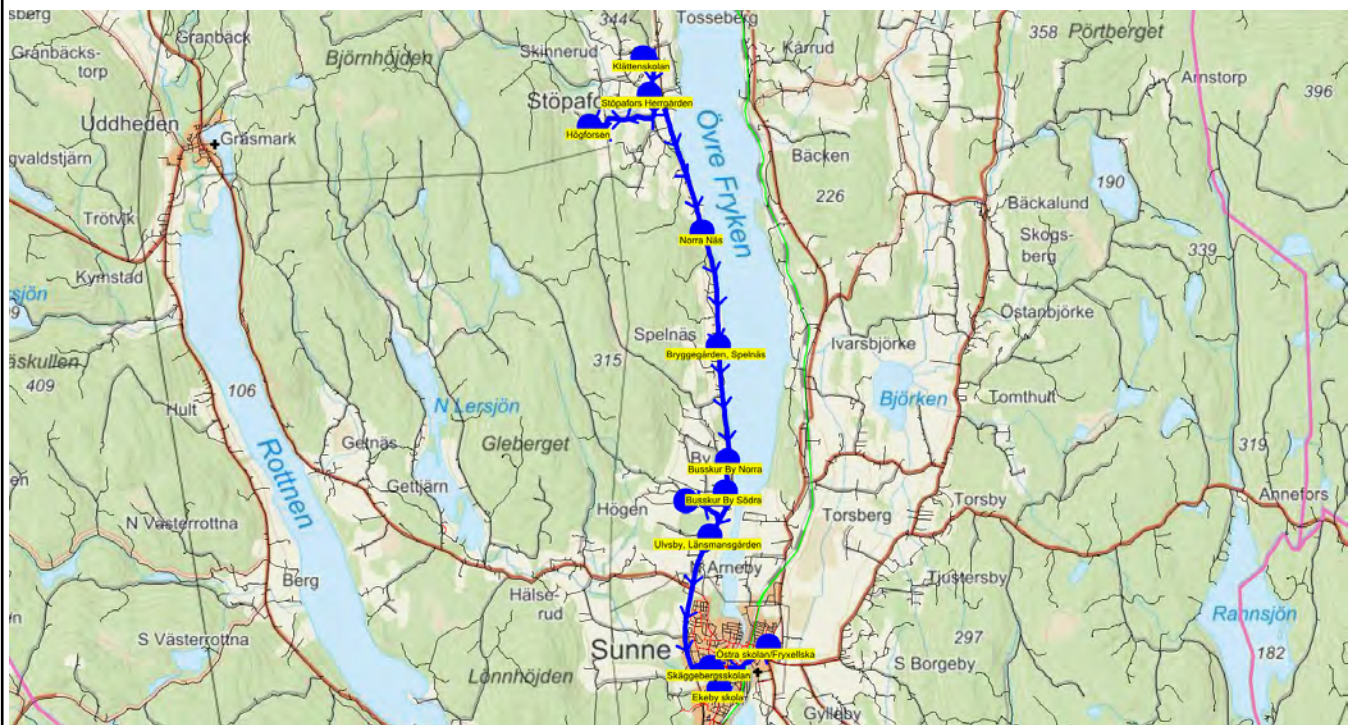 sberg
Granbäck
Gränbäcks-
torp
Björnhöjden
344
Tosseberg
Skinnerud
Klättenskolan
Kårrud
358
Pörtberget
Arnstorp
396
Stöpafo
Stöpafors Herrgården
Högforsen
Uddheden
Gräsmark
gvaldstjärn
Övre Fryken
Bäcken
226
190
Bäckalund
Trötvik
Skogs-
berg
Norra Näs
339
Kymstad
sjön
Östanbjörke
Spelnäs
Ivarsbjörke
Bryggegården, Spelnäs
äskullen
409
315
106
Hult
N Lersjön
Björken
Tomthult
Getnäs
Gleberget
319
By
Busskur By Norra
Rottnen
Gettjärn
Busskur By Södra
Högen
Torsberg
Torsby
Annefors
N Västerrottna
Ulvsby, Länsmansgården
Arneby
Berg
Hälse-
rud
Tjustersby
Rannsjön
S Västerrottna
Sunne
Östra skolan/Fryxellska
297
182
S Borgeby
Lönnhöjden
Skäggebergsskolan
Ekeby skola
Gylleby